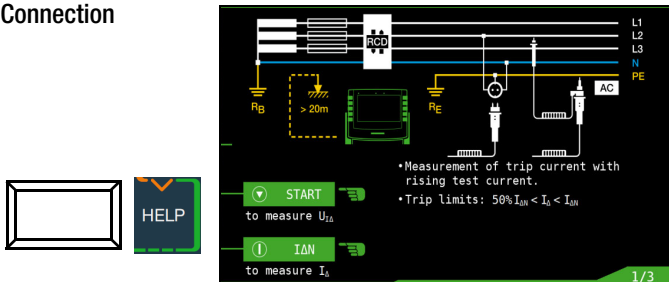 Connection
L1
L2
RCD
L3
N
PE
AC
RB
> 20m
RE
•Measurement of trip current with
rising test current.
•Trip limits: 50%IΔN < IΔ < IΔN
START
to measure UIΔ
HELP
IΔN
to measure IΔ
1/3